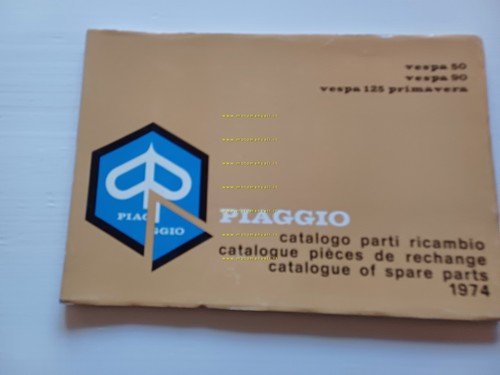 vespa 50
vespa 90
vespa 125 primavera
PIAGGIO
PIAGGIO
catalogo parti ricambio
catalogue pièces de rechange
catalogue of spare parts
1974